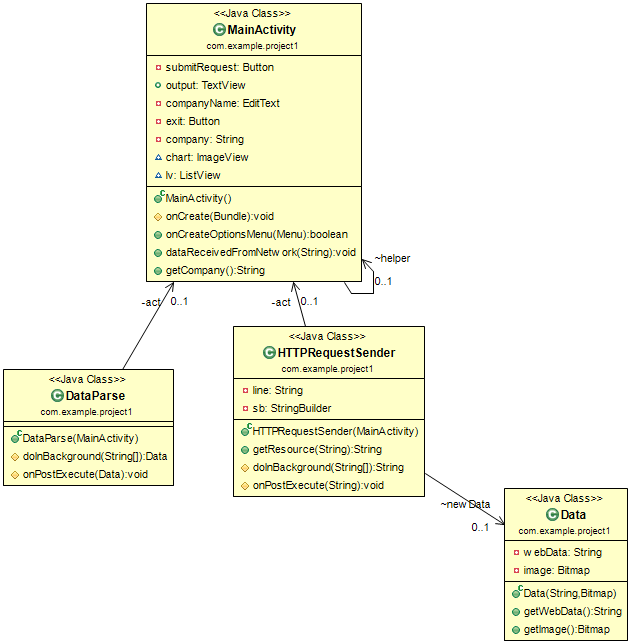 <<Java Class>>
C MainActivity
com.example.project1
submitRequest: Button
output: TextView
companyName: EditText
exit: Button
company: String
chart: ImageView
lv: ListView
c MainActivity()
onCreate(Bundle):void
onCreateOptionsMenu(Menu):boolean
dataReceivedFromNetwork(String):void
getCompany():String
~helper
0..1
-act 0..1
-act 0..1
<<Java Class>>
C HTTPRequestSender
com.example.project1
line: String
sb: StringBuilder
c HTTPRequestSender(MainActivity)
getResource(String):String
doInBackground(String[]):String
onPostExecute(String):void
<<Java Class>>
C DataParse
com.example.project1
c DataParse(MainActivity)
doInBackground(String[]):Data
onPostExecute(Data):void
~newData
0..1
<<Java Class>>
C Data
com.example.project1
webData: String
image: Bitmap
c Data(String,Bitmap)
getWebData():String
getImage():Bitmap